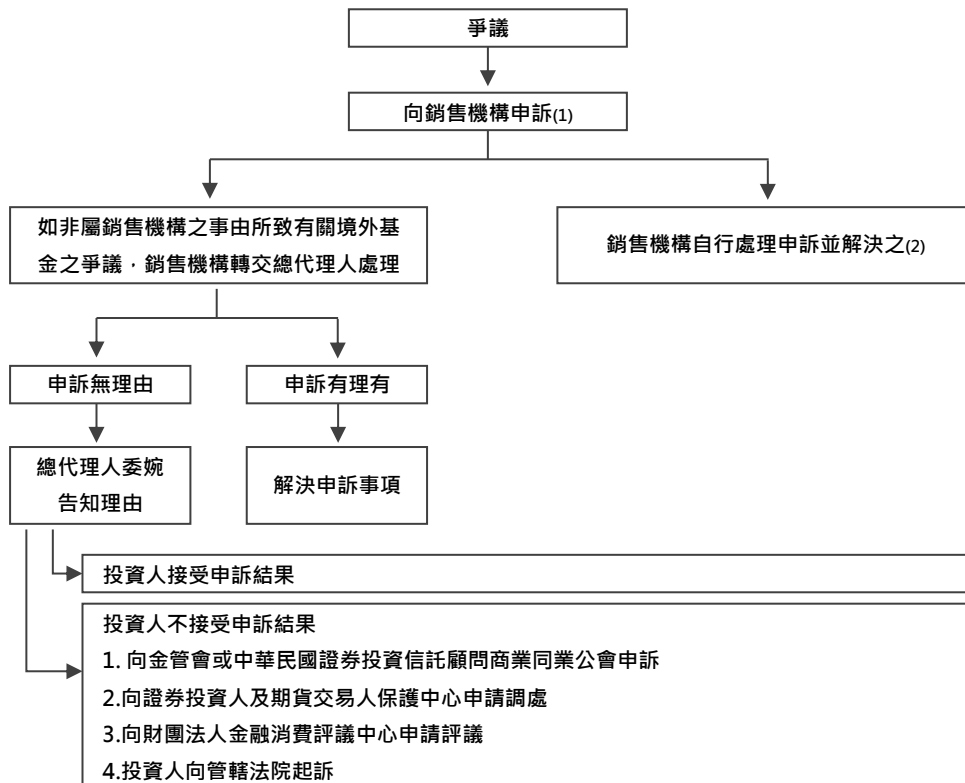 爭議
向銷售機構申訴(1)
如非屬銷售機構之事由所致有關境外基
金之爭議，銷售機構轉交總代理人處理
銷售機構自行處理申訴並解決之(2)
申訴無理由
申訴有理有
總代理人委婉
告知理由
解決申訴事項
投資人接受申訴結果
投資人不接受申訴結果
1. 向金管會或中華民國證券投資信託顧問商業同業公會申訴
2.向證券投資人及期貨交易人保護中心申請調處
3.向財團法人金融消費評議中心申請評議
4.投資人向管轄法院起訴